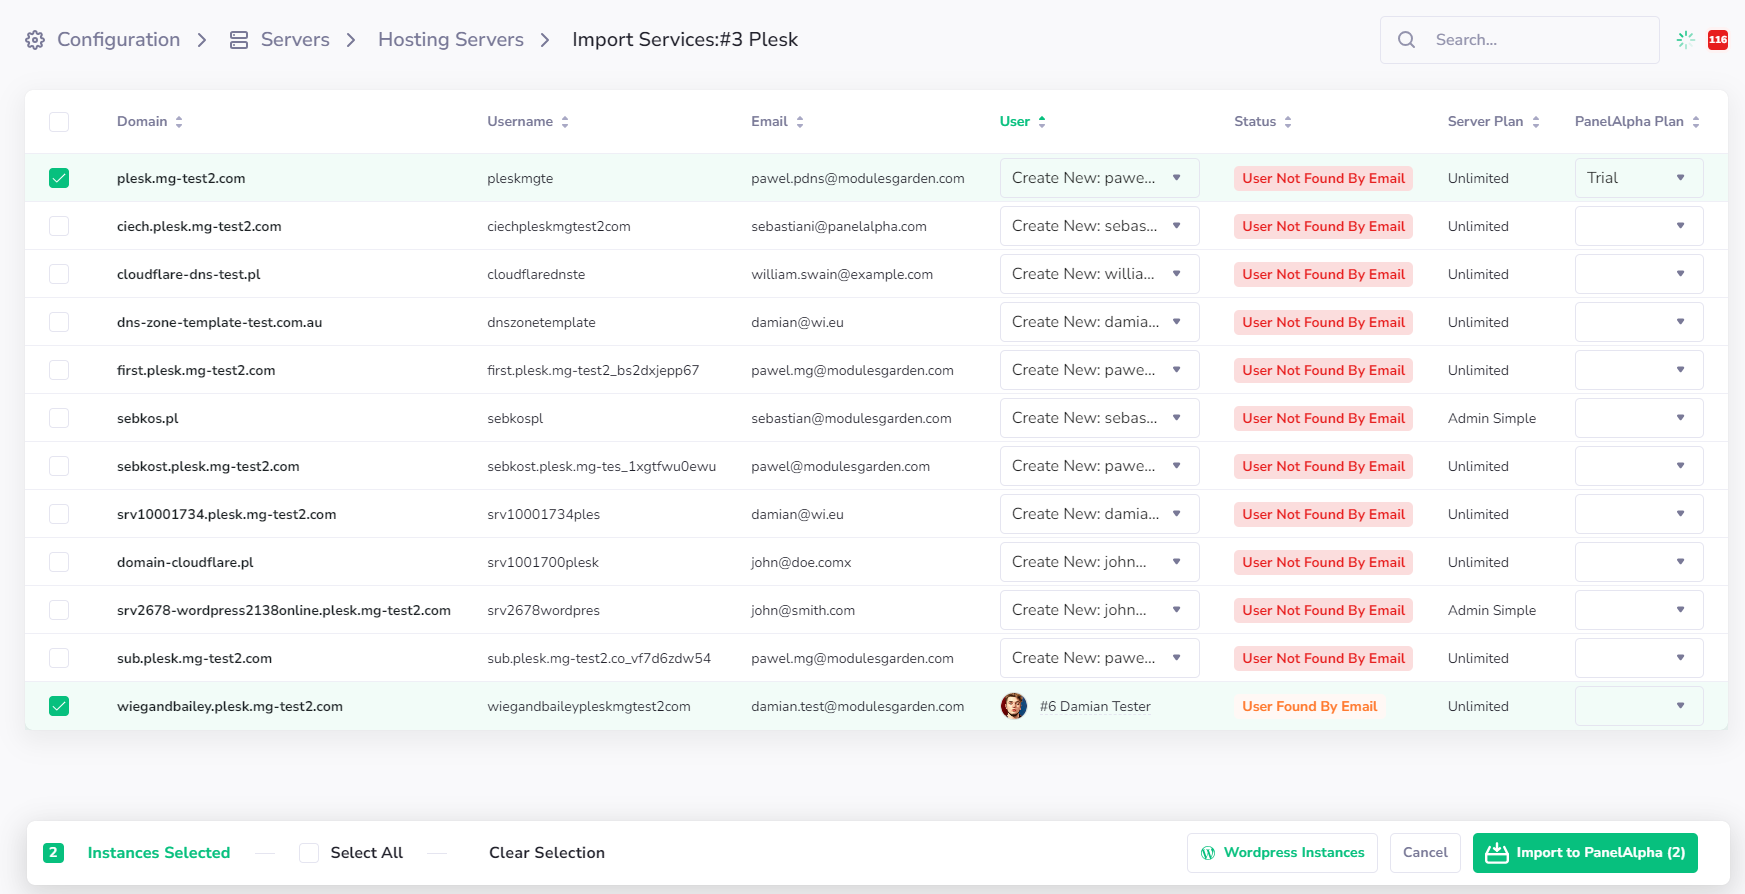 Configuration > Servers > Hosting Servers > Import Services:#3 Plesk Search... 116
Domain Username Email User Status Server Plan PanelAlpha Plan
plesk.mg-test2.com pleskmgte pawel.pdns@modulesgarden.com Create New: pawe... User Not Found By Email Unlimited Trial
ciech.plesk.mg-test2.com ciechpleskmgtest2com sebastiani@panelalpha.com Create New: sebas... User Not Found By Email Unlimited
cloudflare-dns-test.pl cloudflarednste william.swain@example.com Create New: willia... User Not Found By Email Unlimited
dns-zone-template-test.com.au dnszonetemplate damian@wi.eu Create New: damia... User Not Found By Email Unlimited
first.plesk.mg-test2.com first.plesk.mg-test2_bs2dxjepp67 pawel.mg@modulesgarden.com Create New: pawe... User Not Found By Email Unlimited
sebkos.pl sebkospl sebastian@modulesgarden.com Create New: sebas... User Not Found By Email Admin Simple
sebkost.plesk.mg-test2.com sebkost.plesk.mg-tes_1xgtfwu0ewu pawel@modulesgarden.com Create New: pawe... User Not Found By Email Unlimited
srv10001734.plesk.mg-test2.com srv10001734ples damian@wi.eu Create New: damia... User Not Found By Email Unlimited
domain-cloudflare.pl srv1001700plesk john@doe.comx Create New: john... User Not Found By Email Unlimited
srv2678-wordpress2138online.plesk.mg-test2.com srv2678wordpres john@smith.com Create New: john... User Not Found By Email Admin Simple
sub.plesk.mg-test2.com sub.plesk.mg-test2.co_vf7d6zdw54 pawel.mg@modulesgarden.com Create New: pawe... User Not Found By Email Unlimited
wiegandbailey.plesk.mg-test2.com wiegandbaileypleskmgtest2com damian.test@modulesgarden.com #6 Damian Tester User Found By Email Unlimited
2 Instances Selected Select All Clear Selection Wordpress Instances Cancel Import to PanelAlpha (2)